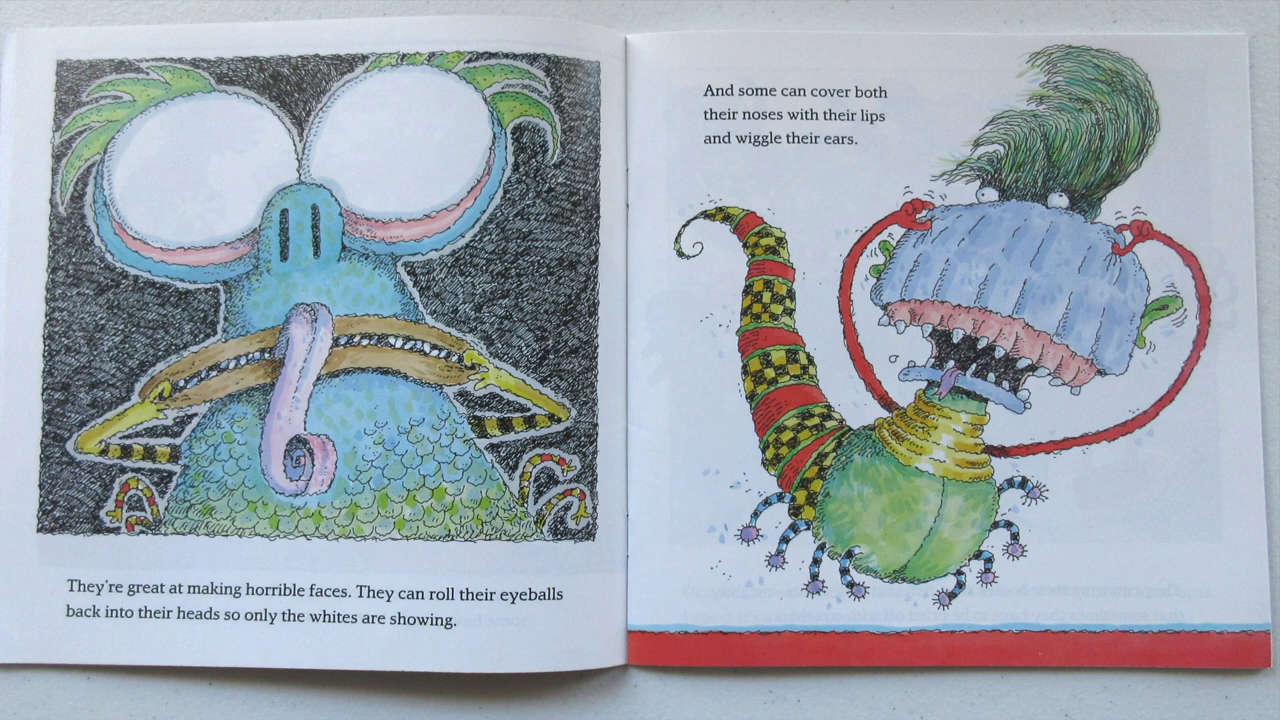 They're great at making horrible faces. They can roll their eyeballs
back into their heads so only the whites are showing.
And some can cover both
their noses with their lips
and wiggle their ears.